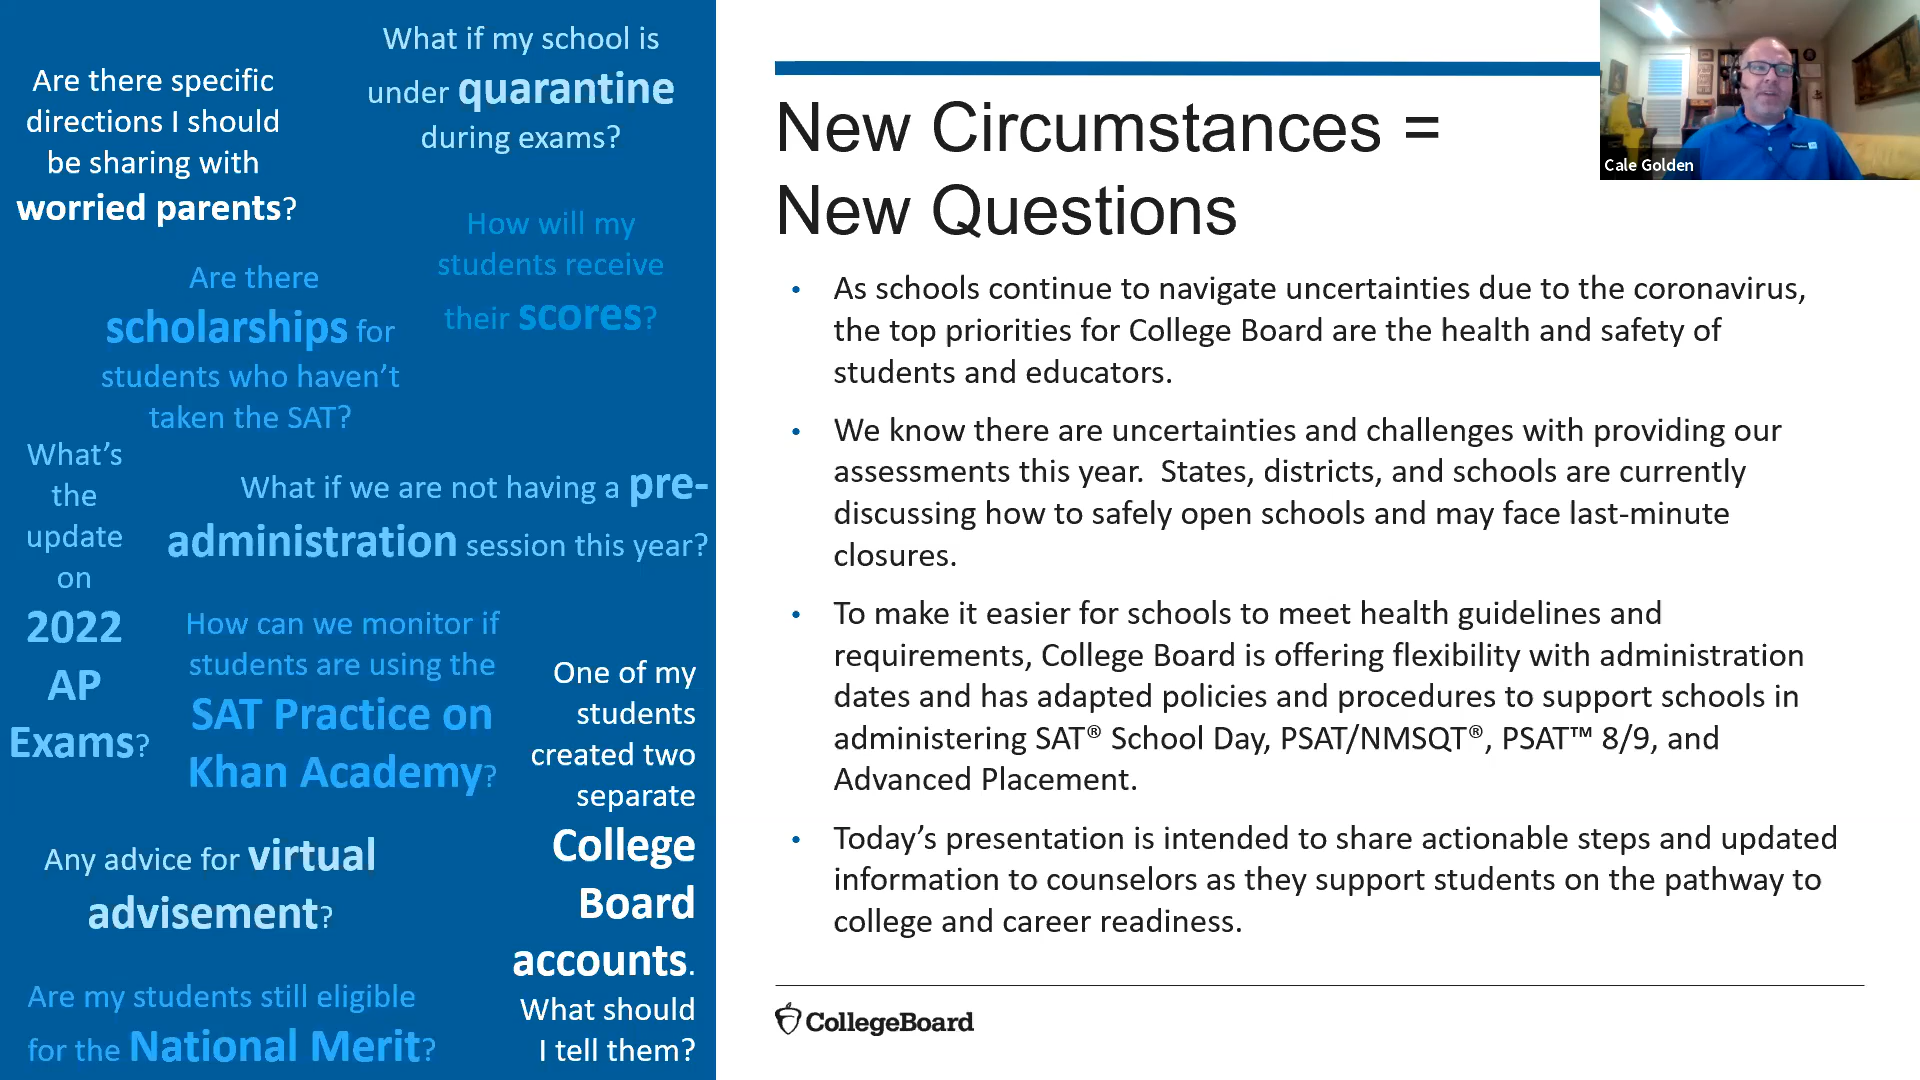 What if my school is
under quarantine
during exams?
Are there specific
directions I should
be sharing with
worried parents?
How will my
students receive
their scores?
Are there
scholarships for
students who haven’t
taken the SAT?
What’s
the
update
on
2022
AP
Exams?
What if we are not having a pre-
administration session this year?
How can we monitor if
students are using the
SAT Practice on
Khan Academy?
One of my
students
created two
separate
College
Board
accounts.
What should
I tell them?
Any advice for virtual
advisement?
Are my students still eligible
for the National Merit?
New Circumstances =
New Questions
• As schools continue to navigate uncertainties due to the coronavirus,
the top priorities for College Board are the health and safety of
students and educators.
• We know there are uncertainties and challenges with providing our
assessments this year.  States, districts, and schools are currently
discussing how to safely open schools and may face last-minute
closures.
• To make it easier for schools to meet health guidelines and
requirements, College Board is offering flexibility with administration
dates and has adapted policies and procedures to support schools in
administering SAT® School Day, PSAT/NMSQT®, PSAT™ 8/9, and
Advanced Placement.
• Today’s presentation is intended to share actionable steps and updated
information to counselors as they support students on the pathway to
college and career readiness.
CollegeBoard
Cale Golden